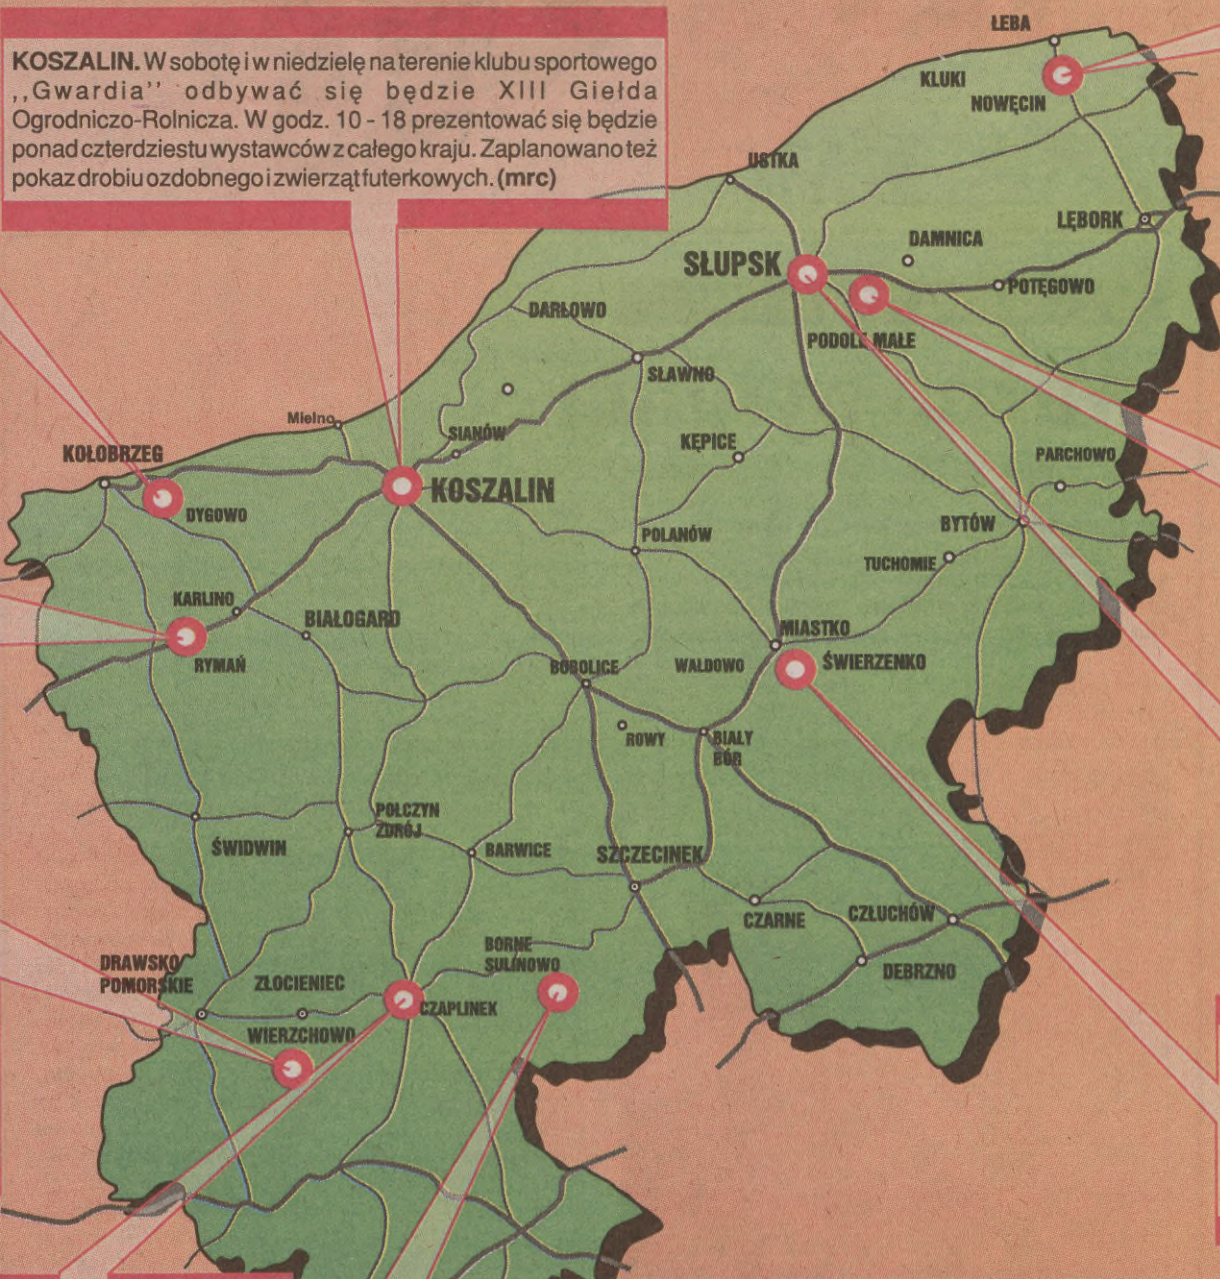 KOSZALIN. W sobotę i w niedzielę na terenie klubu sportowego
,,Gwardia'' odbywać się będzie XIII Giełda
Ogrodniczo-Rolnicza. W godz. 10 - 18 prezentować się będzie
ponad czterdziestu wystawców z całego kraju. Zaplanowano też
pokaz drobiu ozdobnego i zwierząt futerkowych. (mrc)
ŁEBA
KLUKI
NOWĘCIN
USTKA
LĘBORK
DAMNICA
SŁUPSK
POTĘGOWO
DARŁOWO
PODOLE MAŁE
SŁAWNO
Mielno
SIANÓW
KĘPICE
KOŁOBRZEG
PARCHOWO
KOSZALIN
DYGOWO
BYTÓW
POLANÓW
TUCHOMIE
KARLINO
BIAŁOGARD
MIASTKO
RYMAŃ
BOBOLICE
WALDOWO
ŚWIERZENKO
ROWY
BIAŁY
BÓR
POŁCZYN
ZDRÓJ
ŚWIDWIN
BARWICE
SZCZECINEK
CZARNE
CZŁUCHÓW
BORNE
SULINOWO
DRAWSKO
POMORSKIE
ZŁOCIENIEC
DEBRZNO
CZAPLINEK
WIERZCHOWO